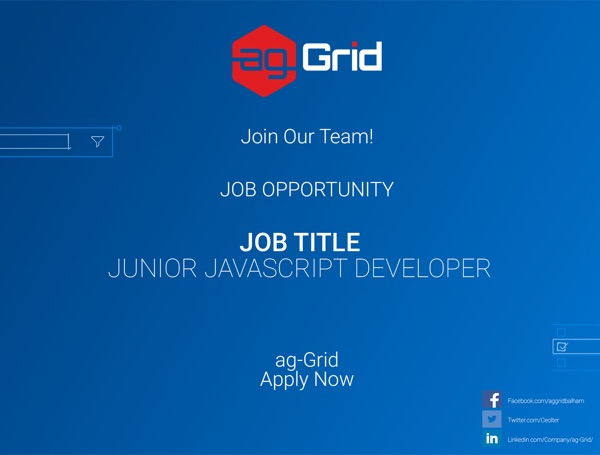 ag-Grid
Join Our Team!
JOB OPPORTUNITY
JOB TITLE
JUNIOR JAVASCRIPT DEVELOPER
ag-Grid
Apply Now
Facebook.com/aggridbalham
Twitter.com/Ceolter
Linkedin.com/Company/ag-Grid/